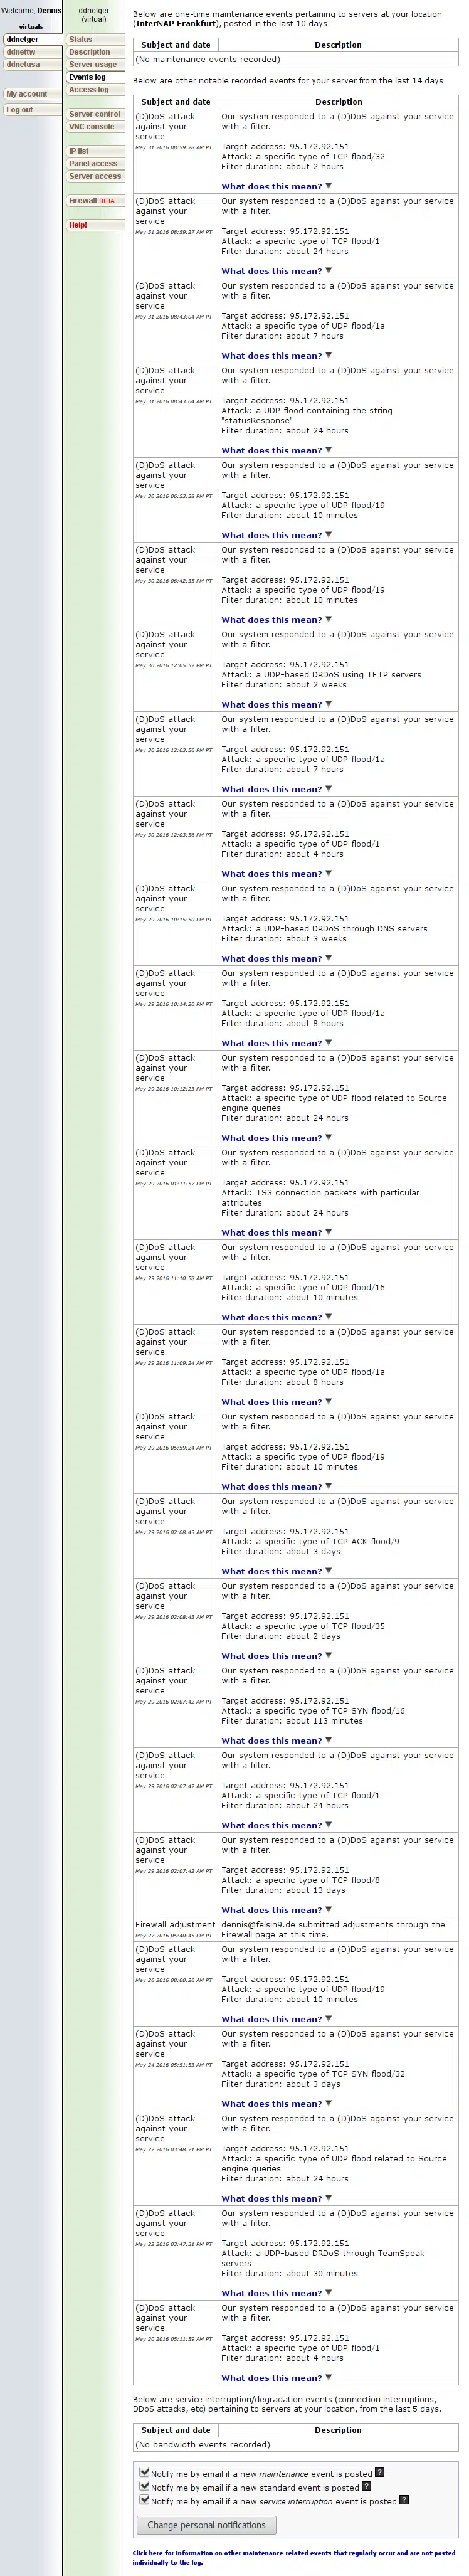 Welcome, Dennis
virtuals
ddnetger
ddnettw
ddnetusa
My account
Log out
ddnetger
(virtual)
Status
Description
Server usage
Events log
Access log
Server control
VNC console
IP list
Panel access
Server access
Firewall BETA
Help!
Below are one-time maintenance events pertaining to servers at your location
(InterNAP Frankfurt), posted in the last 10 days.
Subject and date Description
(No maintenance events recorded)
Below are other notable recorded events for your server from the last 14 days.
Subject and date Description
(D)DoS attack
against your
service
May 31 2016 08:59:28 AM PT
Our system responded to a (D)DoS against your service
with a filter.
Target address: 95.172.92.151
Attack:: a specific type of TCP flood/32
Filter duration: about 2 hours
What does this mean?
(D)DoS attack
against your
service
May 31 2016 08:59:27 AM PT
Our system responded to a (D)DoS against your service
with a filter.
Target address: 95.172.92.151
Attack:: a specific type of TCP flood/1
Filter duration: about 24 hours
What does this mean?
(D)DoS attack
against your
service
May 31 2016 08:43:04 AM PT
Our system responded to a (D)DoS against your service
with a filter.
Target address: 95.172.92.151
Attack:: a specific type of UDP flood/1a
Filter duration: about 7 hours
What does this mean?
(D)DoS attack
against your
service
May 31 2016 08:43:04 AM PT
Our system responded to a (D)DoS against your service
with a filter.
Target address: 95.172.92.151
Attack:: a UDP flood containing the string
"statusResponse"
Filter duration: about 24 hours
What does this mean?
(D)DoS attack
against your
service
May 30 2016 06:53:38 PM PT
Our system responded to a (D)DoS against your service
with a filter.
Target address: 95.172.92.151
Attack:: a specific type of UDP flood/19
Filter duration: about 10 minutes
What does this mean?
(D)DoS attack
against your
service
May 30 2016 06:42:35 PM PT
Our system responded to a (D)DoS against your service
with a filter.
Target address: 95.172.92.151
Attack:: a specific type of UDP flood/19
Filter duration: about 10 minutes
What does this mean?
(D)DoS attack
against your
service
May 30 2016 12:05:52 PM PT
Our system responded to a (D)DoS against your service
with a filter.
Target address: 95.172.92.151
Attack:: a UDP-based DRDoS using TFTP servers
Filter duration: about 2 weeks
What does this mean?
(D)DoS attack
against your
service
May 30 2016 12:03:56 PM PT
Our system responded to a (D)DoS against your service
with a filter.
Target address: 95.172.92.151
Attack:: a specific type of UDP flood/1a
Filter duration: about 7 hours
What does this mean?
(D)DoS attack
against your
service
May 30 2016 12:03:56 PM PT
Our system responded to a (D)DoS against your service
with a filter.
Target address: 95.172.92.151
Attack:: a specific type of UDP flood/1
Filter duration: about 4 hours
What does this mean?
(D)DoS attack
against your
service
May 29 2016 10:15:50 PM PT
Our system responded to a (D)DoS against your service
with a filter.
Target address: 95.172.92.151
Attack:: a UDP-based DRDoS through DNS servers
Filter duration: about 3 weeks
What does this mean?
(D)DoS attack
against your
service
May 29 2016 10:14:20 PM PT
Our system responded to a (D)DoS against your service
with a filter.
Target address: 95.172.92.151
Attack:: a specific type of UDP flood/1a
Filter duration: about 8 hours
What does this mean?
(D)DoS attack
against your
service
May 29 2016 10:12:23 PM PT
Our system responded to a (D)DoS against your service
with a filter.
Target address: 95.172.92.151
Attack:: a specific type of UDP flood related to Source
engine queries
Filter duration: about 24 hours
What does this mean?
(D)DoS attack
against your
service
May 29 2016 01:11:57 PM PT
Our system responded to a (D)DoS against your service
with a filter.
Target address: 95.172.92.151
Attack:: TS3 connection packets with particular
attributes
Filter duration: about 24 hours
What does this mean?
(D)DoS attack
against your
service
May 29 2016 11:10:58 AM PT
Our system responded to a (D)DoS against your service
with a filter.
Target address: 95.172.92.151
Attack:: a specific type of UDP flood/16
Filter duration: about 10 minutes
What does this mean?
(D)DoS attack
against your
service
May 29 2016 11:09:24 AM PT
Our system responded to a (D)DoS against your service
with a filter.
Target address: 95.172.92.151
Attack:: a specific type of UDP flood/1a
Filter duration: about 8 hours
What does this mean?
(D)DoS attack
against your
service
May 29 2016 05:59:24 AM PT
Our system responded to a (D)DoS against your service
with a filter.
Target address: 95.172.92.151
Attack:: a specific type of UDP flood/19
Filter duration: about 10 minutes
What does this mean?
(D)DoS attack
against your
service
May 29 2016 02:08:43 AM PT
Our system responded to a (D)DoS against your service
with a filter.
Target address: 95.172.92.151
Attack:: a specific type of TCP ACK flood/9
Filter duration: about 3 days
What does this mean?
(D)DoS attack
against your
service
May 29 2016 02:08:43 AM PT
Our system responded to a (D)DoS against your service
with a filter.
Target address: 95.172.92.151
Attack:: a specific type of TCP flood/35
Filter duration: about 2 days
What does this mean?
(D)DoS attack
against your
service
May 29 2016 02:07:42 AM PT
Our system responded to a (D)DoS against your service
with a filter.
Target address: 95.172.92.151
Attack:: a specific type of TCP SYN flood/16
Filter duration: about 113 minutes
What does this mean?
(D)DoS attack
against your
service
May 29 2016 02:07:42 AM PT
Our system responded to a (D)DoS against your service
with a filter.
Target address: 95.172.92.151
Attack:: a specific type of TCP flood/1
Filter duration: about 24 hours
What does this mean?
(D)DoS attack
against your
service
May 29 2016 02:07:42 AM PT
Our system responded to a (D)DoS against your service
with a filter.
Target address: 95.172.92.151
Attack:: a specific type of TCP flood/8
Filter duration: about 13 days
What does this mean?
Firewall adjustment
May 27 2016 05:40:45 PM PT
dennis@felsin9.de submitted adjustments through the
Firewall page at this time.
(D)DoS attack
against your
service
May 26 2016 08:00:26 AM PT
Our system responded to a (D)DoS against your service
with a filter.
Target address: 95.172.92.151
Attack:: a specific type of UDP flood/19
Filter duration: about 10 minutes
What does this mean?
(D)DoS attack
against your
service
May 24 2016 05:51:53 AM PT
Our system responded to a (D)DoS against your service
with a filter.
Target address: 95.172.92.151
Attack:: a specific type of TCP SYN flood/32
Filter duration: about 3 days
What does this mean?
(D)DoS attack
against your
service
May 22 2016 03:48:21 PM PT
Our system responded to a (D)DoS against your service
with a filter.
Target address: 95.172.92.151
Attack:: a specific type of UDP flood related to Source
engine queries
Filter duration: about 24 hours
What does this mean?
(D)DoS attack
against your
service
May 22 2016 03:47:31 PM PT
Our system responded to a (D)DoS against your service
with a filter.
Target address: 95.172.92.151
Attack:: a UDP-based DRDoS through TeamSpeak
servers
Filter duration: about 30 minutes
What does this mean?
(D)DoS attack
against your
service
May 20 2016 05:11:59 AM PT
Our system responded to a (D)DoS against your service
with a filter.
Target address: 95.172.92.151
Attack:: a specific type of UDP flood/1
Filter duration: about 4 hours
What does this mean?
Below are service interruption/degradation events (connection interruptions,
DDoS attacks, etc) pertaining to servers at your location, from the last 5 days.
Subject and date Description
(No bandwidth events recorded)
Notify me by email if a new maintenance event is posted ?
Notify me by email if a new standard event is posted ?
Notify me by email if a new service interruption event is posted ?
Change personal notifications
Click here for information on other maintenance-related events that regularly occur and are not posted
individually to the log.